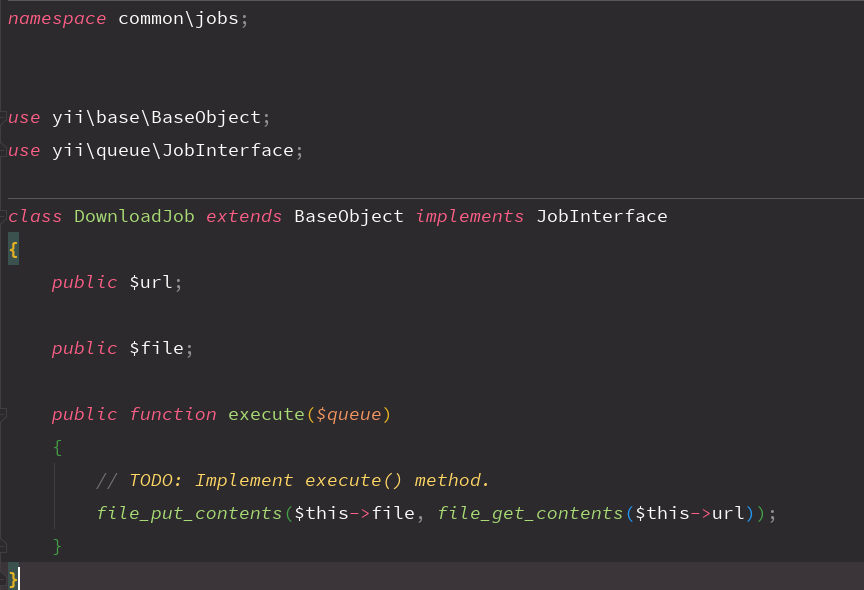 namespace common\jobs;
use yii\base\BaseObject;
use yii\queue\JobInterface;
class DownloadJob extends BaseObject implements JobInterface
{
public $url;
public $file;
public function execute($queue)
{
// TODO: Implement execute() method.
file_put_contents($this->file, file_get_contents($this->url));
}
}